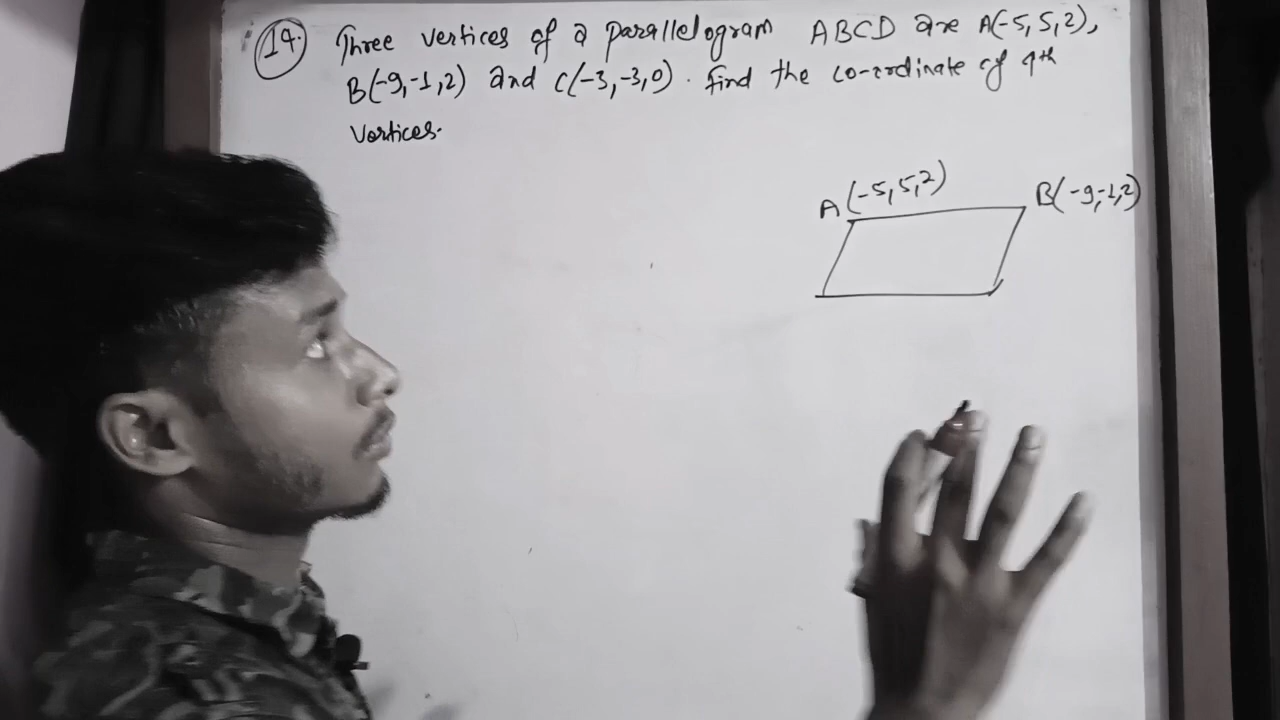 14. Three vertices of a parallelogram ABCD are A(-5,5,2),
B(-9,-1,2) and C(-3,-3,0). Find the co-ordinate of 4th
vertices.
A(-5,5,2)
B(-9,-1,2)